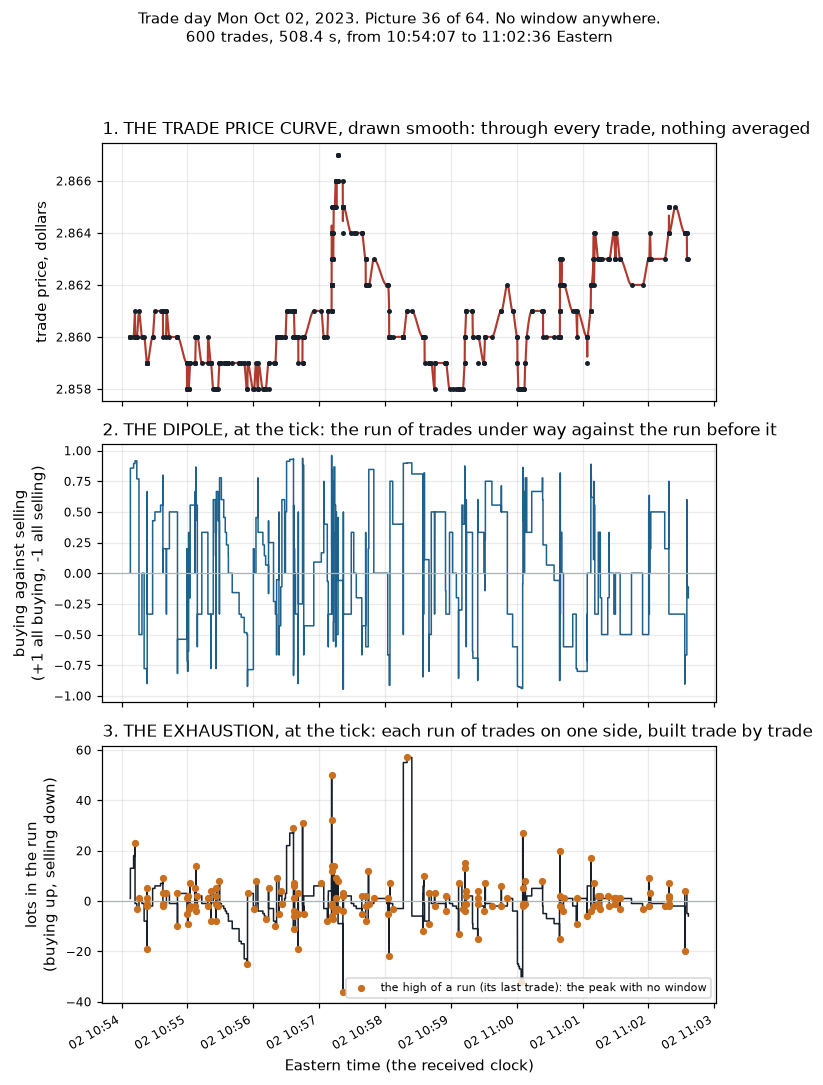 Trade day Mon Oct 02, 2023. Picture 36 of 64. No window anywhere.
600 trades, 508.4 s, from 10:54:07 to 11:02:36 Eastern
1. THE TRADE PRICE CURVE, drawn smooth: through every trade, nothing averaged
trade price, dollars
2.866
2.864
2.862
2.860
2.858
2. THE DIPOLE, at the tick: the run of trades under way against the run before it
buying against selling
(+1 all buying, -1 all selling)
1.00
0.75
0.50
0.25
0.00
−0.25
−0.50
−0.75
−1.00
3. THE EXHAUSTION, at the tick: each run of trades on one side, built trade by trade
lots in the run
(buying up, selling down)
60
40
20
0
−20
−40
the high of a run (its last trade): the peak with no window
02 10:54
02 10:55
02 10:56
02 10:57
02 10:58
02 10:59
02 11:00
02 11:01
02 11:02
02 11:03
Eastern time (the received clock)